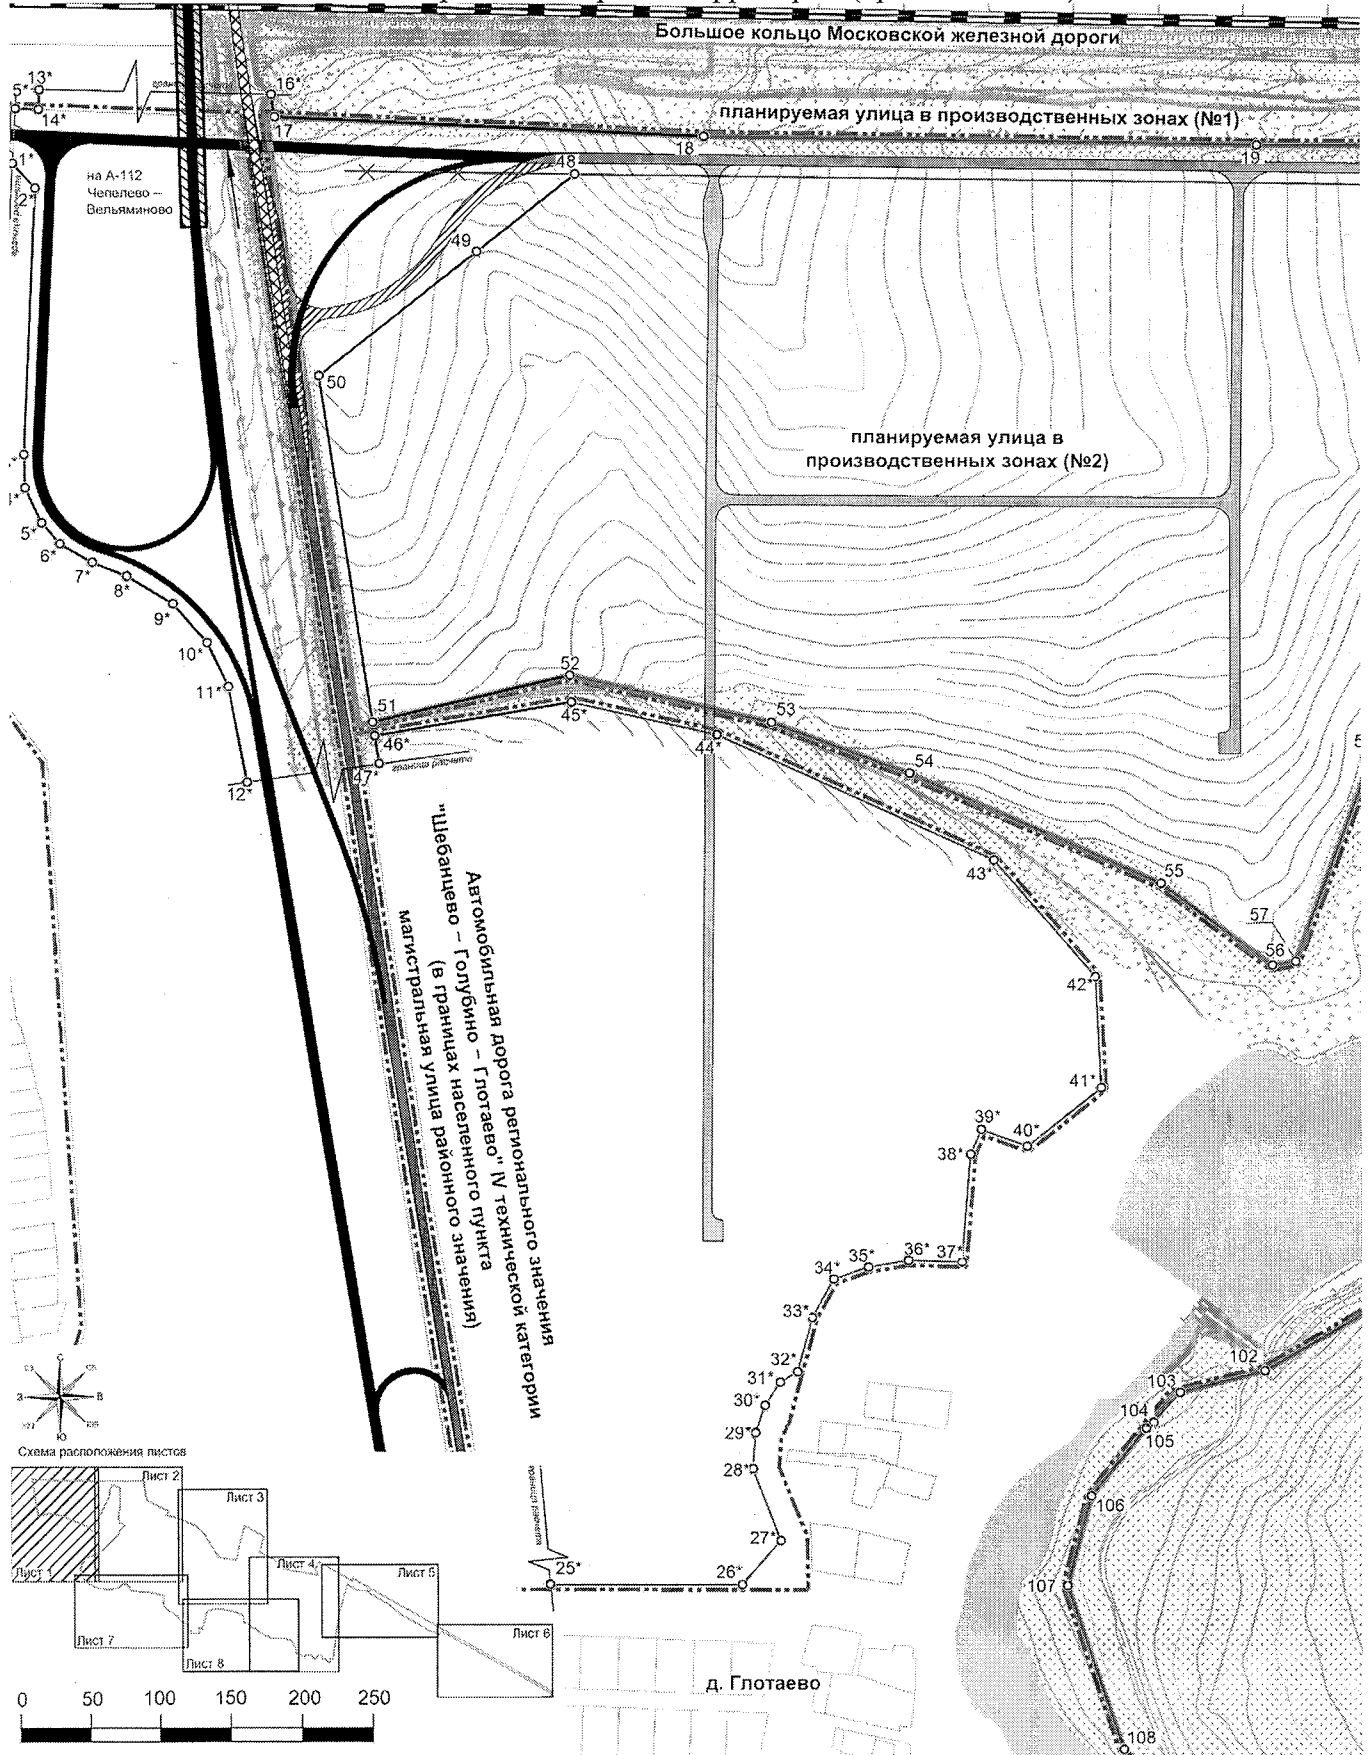 Большое кольцо Московской железной дороги
13*
16*
5*
14*
17
планируемая улица в производственных зонах (№1)
18
19
48
1*
2*
на А-112
Чепелево –
Вельяминово
49
50
планируемая улица в
производственных зонах (№2)
5*
6*
7*
8*
9*
10*
11*
12*
52
51
45*
46*
47*
граница расчета
53
44*
54
43*
55
57
56
42*
41*
40*
39*
38*
37*
36*
35*
34*
33*
32*
31*
30*
29*
28*
27*
26*
25*
Автомобильная дорога регионального значения
"Щебанцево – Голубино – Глотаево" IV технической категории
(в границах населенного пункта
магистральная улица районного значения)
102
103
104
105
106
107
108
С
СЗ
СВ
З
В
ЮЗ
ЮВ
Ю
Схема расположения листов
Лист 1
Лист 2
Лист 3
Лист 4
Лист 5
Лист 6
Лист 7
Лист 8
д. Глотаево
0 50 100 150 200 250